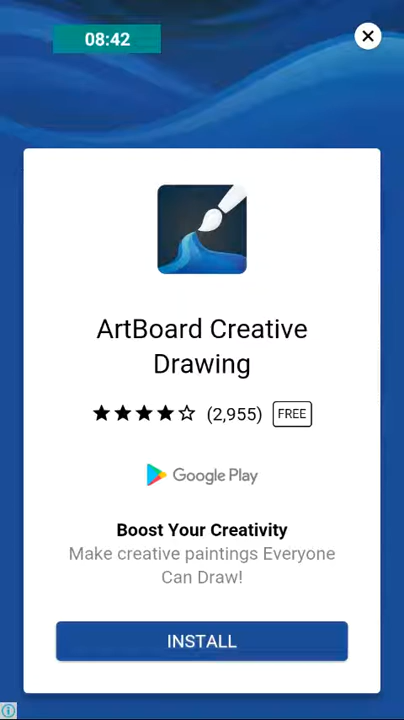 08:42
ArtBoard Creative
Drawing
(2,955) FREE
Google Play
Boost Your Creativity
Make creative paintings Everyone
Can Draw!
INSTALL